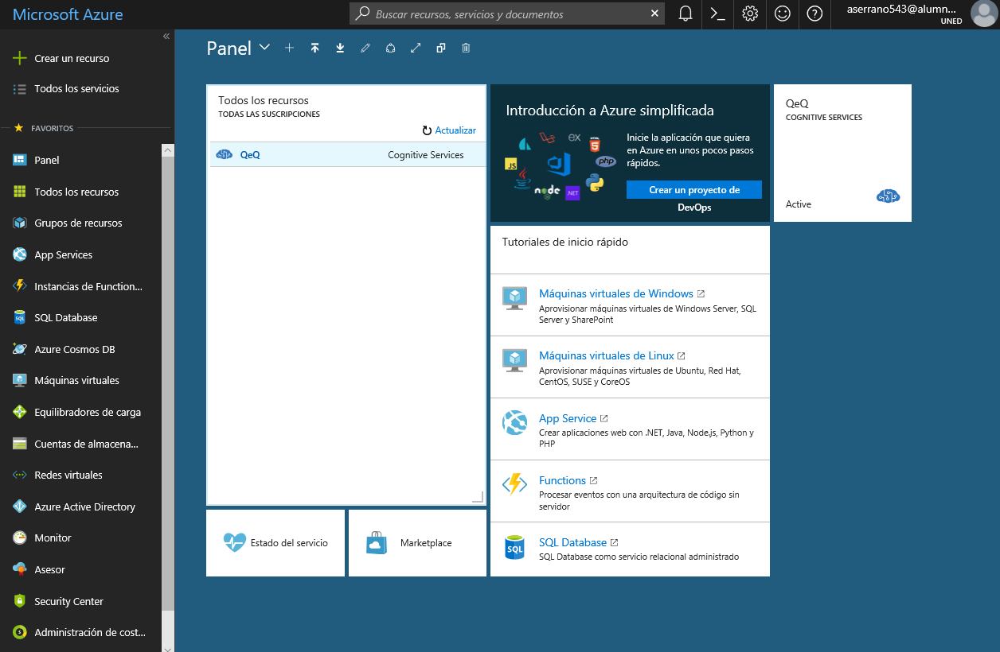 Microsoft Azure
Buscar recursos, servicios y documentos
aserrano543@alumn...
UNED
Crear un recurso
Todos los servicios
FAVORITOS
Panel
Todos los recursos
Grupos de recursos
App Services
Instancias de Function...
SQL Database
Azure Cosmos DB
Máquinas virtuales
Equilibradores de carga
Cuentas de almacena...
Redes virtuales
Azure Active Directory
Monitor
Asesor
Security Center
Administración de cost...
Panel
Todos los recursos
TODAS LAS SUSCRIPCIONES
Actualizar
QeQ Cognitive Services
Estado del servicio
Marketplace
Introducción a Azure simplificada
EX
HTML 5
JS
php
node
.NET
Inicie la aplicación que quiera
en Azure en unos pocos pasos
rápidos.
Crear un proyecto de
DevOps
Tutoriales de inicio rápido
Máquinas virtuales de Windows
Aprovisionar máquinas virtuales de Windows Server, SQL
Server y SharePoint
Máquinas virtuales de Linux
Aprovisionar máquinas virtuales de Ubuntu, Red Hat,
CentOS, SUSE y CoreOS
App Service
Crear aplicaciones web con .NET, Java, Node.js, Python y
PHP
Functions
Procesar eventos con una arquitectura de código sin
servidor
SQL
SQL Database
SQL Database como servicio relacional administrado
QeQ
COGNITIVE SERVICES
Active